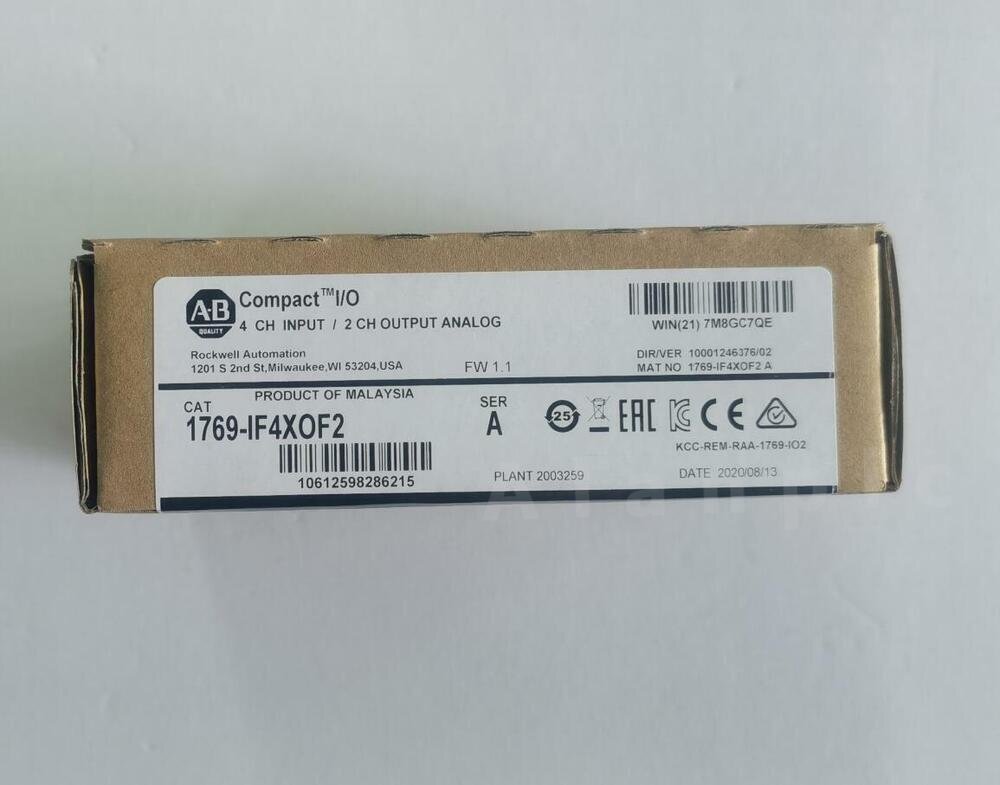 A-B
QUALITY
Compact™I/O
4 CH INPUT / 2 CH OUTPUT ANALOG
WIN(21) 7M8GC7QE
Rockwell Automation
1201 S 2nd St,Milwaukee,WI 53204,USA
FW 1.1
DIR/VER 10001246376/02
MAT NO 1769-IF4XOF2 A
PRODUCT OF MALAYSIA
CAT
1769-IF4XOF2
SER
A
25
EAC
CE
KCC-REM-RAA-1769-IO2
10612598286215
PLANT 2003259
DATE 2020/08/13